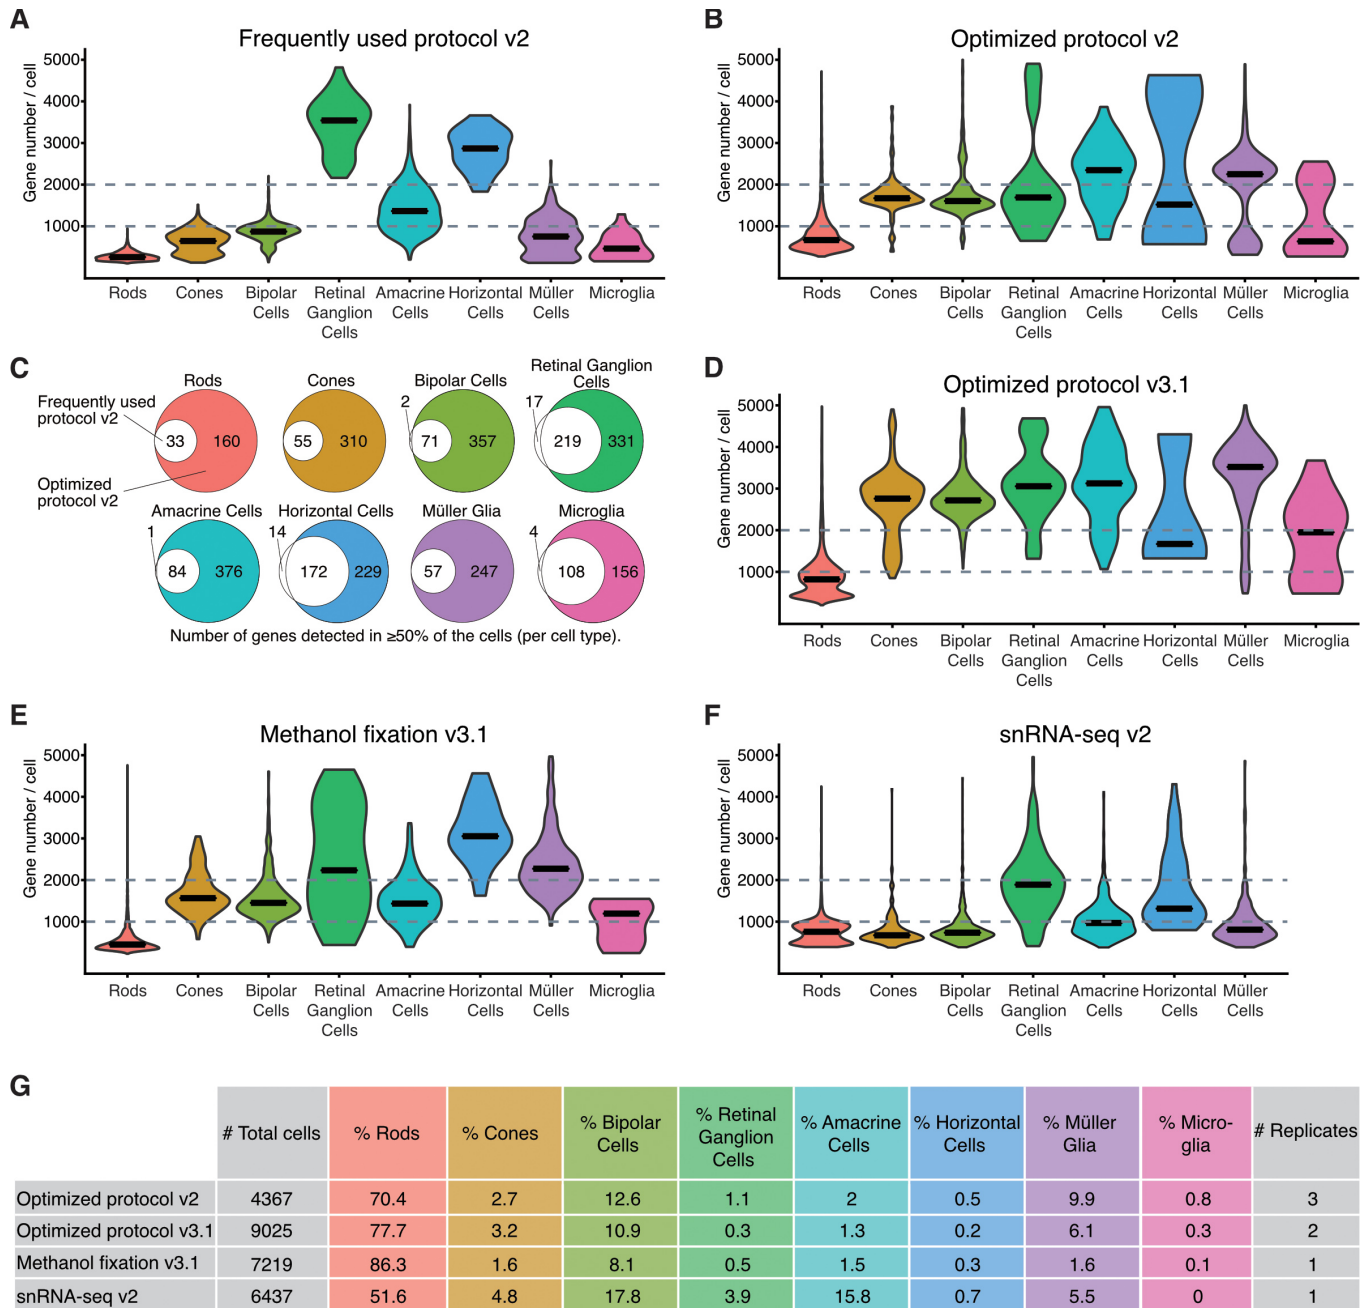 A
Frequently used protocol v2
Gene number / cell
5000
4000
3000
2000
1000
Rods
Cones
Bipolar
Cells
Retinal
Ganglion
Cells
Amacrine
Cells
Horizontal
Cells
Müller
Cells
Microglia
B
Optimized protocol v2
Gene number / cell
5000
4000
3000
2000
1000
Rods
Cones
Bipolar
Cells
Retinal
Ganglion
Cells
Amacrine
Cells
Horizontal
Cells
Müller
Cells
Microglia
C
Frequently used
protocol v2
Optimized
protocol v2
Rods
33 160
Cones
55 310
Bipolar Cells
2
71 357
Retinal Ganglion
Cells
17
219 331
Amacrine Cells
1
84 376
Horizontal Cells
14
172 229
Müller Glia
57 247
Microglia
4
108 156
Number of genes detected in ≥50% of the cells (per cell type).
D
Optimized protocol v3.1
Gene number / cell
5000
4000
3000
2000
1000
Rods
Cones
Bipolar
Cells
Retinal
Ganglion
Cells
Amacrine
Cells
Horizontal
Cells
Müller
Cells
Microglia
E
Methanol fixation v3.1
Gene number / cell
5000
4000
3000
2000
1000
Rods
Cones
Bipolar
Cells
Retinal
Ganglion
Cells
Amacrine
Cells
Horizontal
Cells
Müller
Cells
Microglia
F
snRNA-seq v2
Gene number / cell
5000
4000
3000
2000
1000
Rods
Cones
Bipolar
Cells
Retinal
Ganglion
Cells
Amacrine
Cells
Horizontal
Cells
Müller
Cells
G
# Total cells
% Rods
% Cones
% Bipolar
Cells
% Retinal
Ganglion
Cells
% Amacrine
Cells
% Horizontal
Cells
% Müller
Glia
% Micro-
glia
# Replicates
Optimized protocol v2 4367 70.4 2.7 12.6 1.1 2 0.5 9.9 0.8 3
Optimized protocol v3.1 9025 77.7 3.2 10.9 0.3 1.3 0.2 6.1 0.3 2
Methanol fixation v3.1 7219 86.3 1.6 8.1 0.5 1.5 0.3 1.6 0.1 1
snRNA-seq v2 6437 51.6 4.8 17.8 3.9 15.8 0.7 5.5 0 1